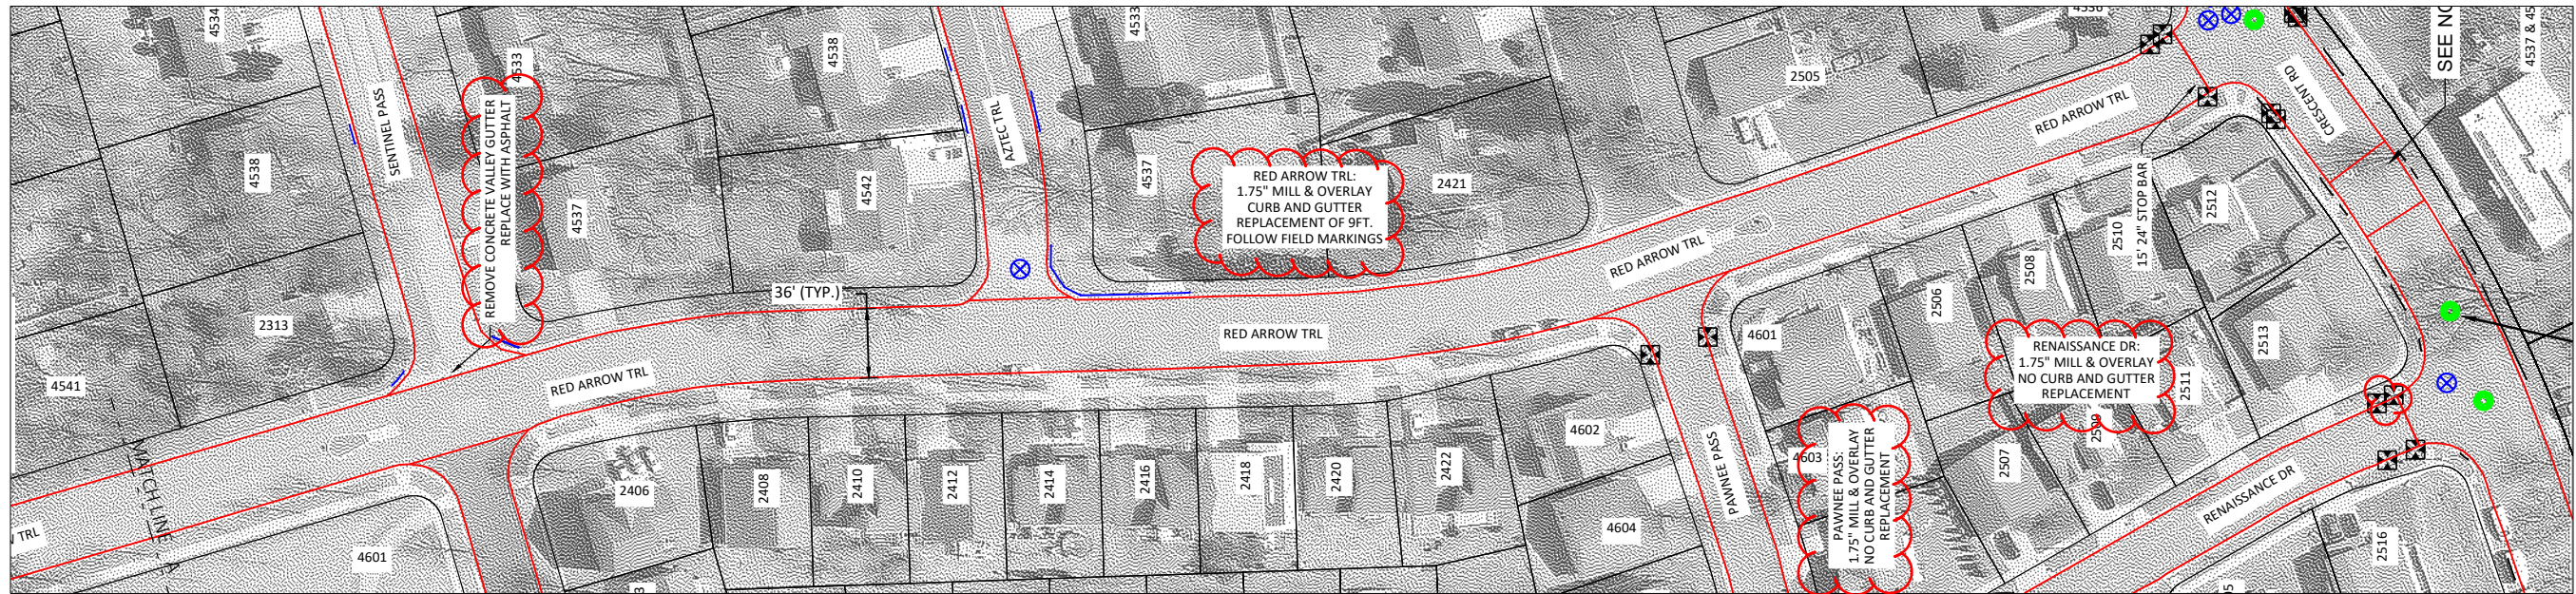 4534
4533
4538
4533
4538
2505
4537 & 45
SEE NO
SENTINEL PASS
AZTEC TRL
CRESCENT RD
RED ARROW TRL
4538
4537
4542
4537
2421
REMOVE CONCRETE VALLEY GUTTER
REPLACE WITH ASPHALT
RED ARROW TRL:
1.75" MILL & OVERLAY
CURB AND GUTTER
REPLACEMENT OF 9FT.
FOLLOW FIELD MARKINGS
15' 24" STOP BAR
2510
2512
2508
2506
2513
2511
2509
2507
36' (TYP.)
2313
4541
RED ARROW TRL
RED ARROW TRL
RED ARROW TRL
4601
RENAISSANCE DR:
1.75" MILL & OVERLAY
NO CURB AND GUTTER
REPLACEMENT
MATCH LINE - A
TRL
4601
2406
2408
2410
2412
2414
2416
2418
2420
2422
4602
4604
PAWNEE PASS
4603
PAWNEE PASS:
1.75" MILL & OVERLAY
NO CURB AND GUTTER
REPLACEMENT
RENAISSANCE DR
2516